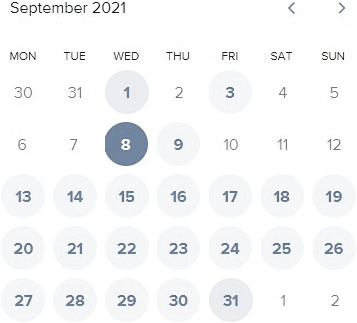 September 2021
MON TUE WED THU FRI SAT SUN
30 31 1 2 3 4 5
6 7 8 9 10 11 12
13 14 15 16 17 18 19
20 21 22 23 24 25 26
27 28 29 30 31 1 2